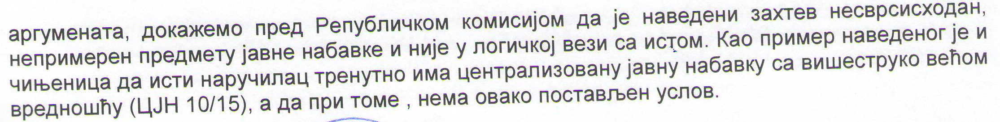 аргумената, докажемо пред Републичком комисијом да је наведени захтев несврсисходан,
непримерен предмету јавне набавке и није у логичкој вези са истом. Као пример наведеног је и
чињеница да исти наручилац тренутно има централизовану јавну набавку са вишеструко већом
вредношћу (ЦЈН 10/15), а да при томе , нема овако постављен услов.